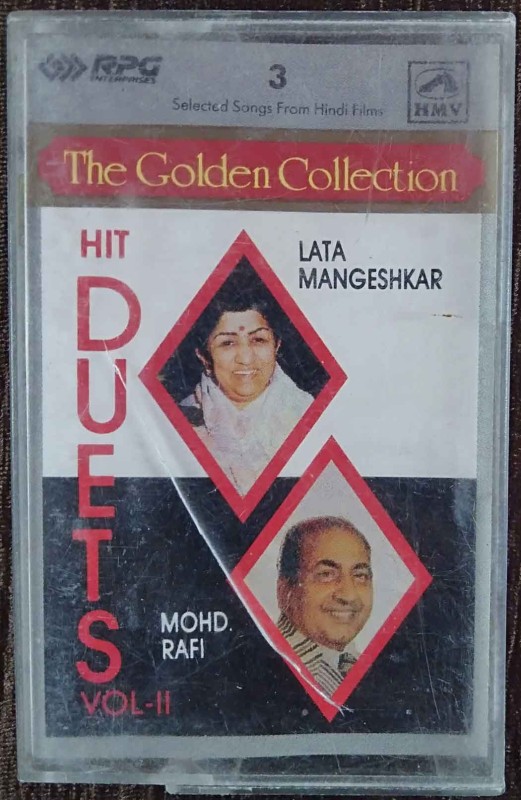 RPG
ENTERPRISES
3
Selected Songs From Hindi Films
HMV
The Golden Collection
HIT
DUETS
VOL-II
LATA
MANGESHKAR
MOHD.
RAFI